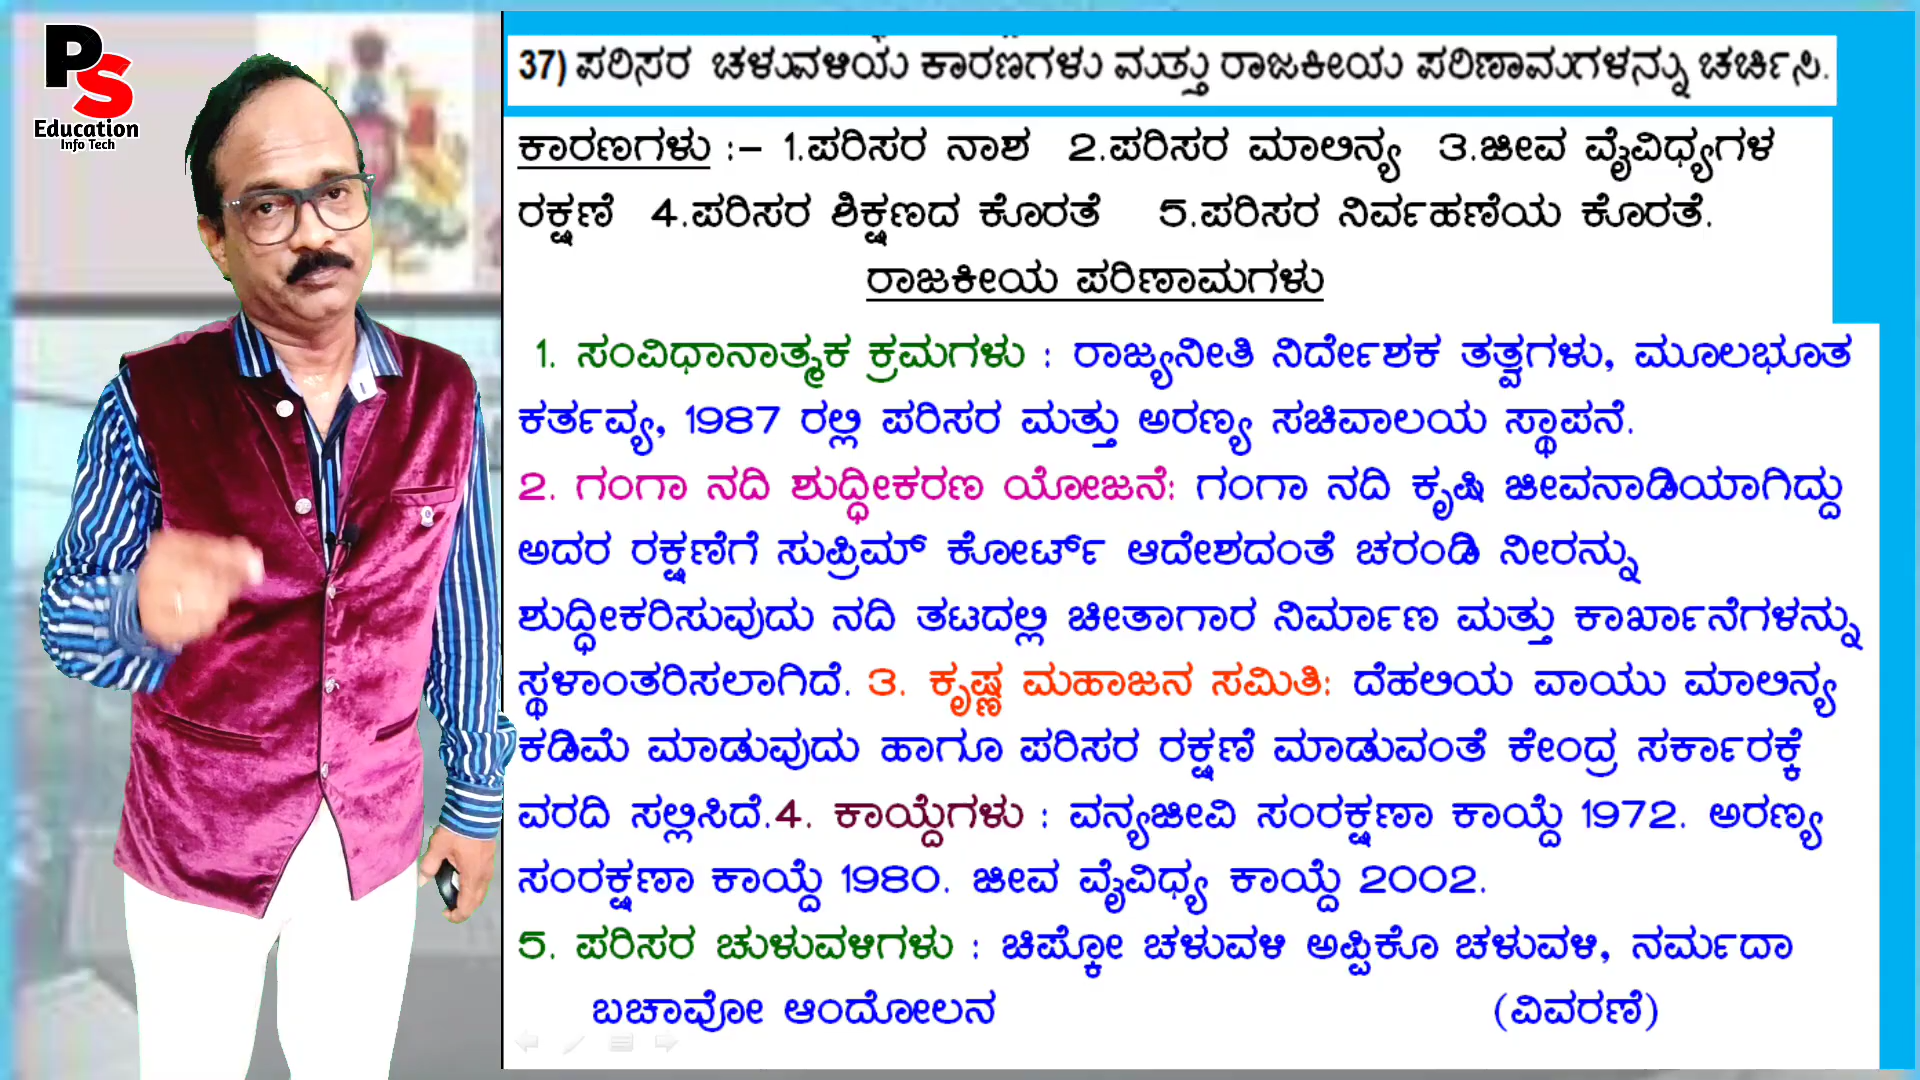 PS
Education
Info Tech
37) ಪರಿಸರ ಚಳುವಳಿಯ ಕಾರಣಗಳು ಮತ್ತು ರಾಜಕೀಯ ಪರಿಣಾಮಗಳನ್ನು ಚರ್ಚಿಸಿ.
ಕಾರಣಗಳು :- 1.ಪರಿಸರ ನಾಶ 2.ಪರಿಸರ ಮಾಲಿನ್ಯ 3.ಜೀವ ವೈವಿಧ್ಯಗಳ
ರಕ್ಷಣೆ 4.ಪರಿಸರ ಶಿಕ್ಷಣದ ಕೊರತೆ 5.ಪರಿಸರ ನಿರ್ವಹಣೆಯ ಕೊರತೆ.
ರಾಜಕೀಯ ಪರಿಣಾಮಗಳು
1. ಸಂವಿಧಾನಾತ್ಮಕ ಕ್ರಮಗಳು : ರಾಜ್ಯನೀತಿ ನಿರ್ದೇಶಕ ತತ್ವಗಳು, ಮೂಲಭೂತ
ಕರ್ತವ್ಯ, 1987 ರಲ್ಲಿ ಪರಿಸರ ಮತ್ತು ಅರಣ್ಯ ಸಚಿವಾಲಯ ಸ್ಥಾಪನೆ.
2. ಗಂಗಾ ನದಿ ಶುದ್ಧೀಕರಣ ಯೋಜನೆ: ಗಂಗಾ ನದಿ ಕೃಷಿ ಜೀವನಾಡಿಯಾಗಿದ್ದು
ಅದರ ರಕ್ಷಣೆಗೆ ಸುಪ್ರಿಮ್ ಕೋರ್ಟ್ ಆದೇಶದಂತೆ ಚರಂಡಿ ನೀರನ್ನು
ಶುದ್ಧೀಕರಿಸುವುದು ನದಿ ತಟದಲ್ಲಿ ಚೀತಾಗಾರ ನಿರ್ಮಾಣ ಮತ್ತು ಕಾರ್ಖಾನೆಗಳನ್ನು
ಸ್ಥಳಾಂತರಿಸಲಾಗಿದೆ. 3. ಕೃಷ್ಣ ಮಹಾಜನ ಸಮಿತಿ: ದೆಹಲಿಯ ವಾಯು ಮಾಲಿನ್ಯ
ಕಡಿಮೆ ಮಾಡುವುದು ಹಾಗೂ ಪರಿಸರ ರಕ್ಷಣೆ ಮಾಡುವಂತೆ ಕೇಂದ್ರ ಸರ್ಕಾರಕ್ಕೆ
ವರದಿ ಸಲ್ಲಿಸಿದೆ.4. ಕಾಯ್ದೆಗಳು : ವನ್ಯಜೀವಿ ಸಂರಕ್ಷಣಾ ಕಾಯ್ದೆ 1972. ಅರಣ್ಯ
ಸಂರಕ್ಷಣಾ ಕಾಯ್ದೆ 1980. ಜೀವ ವೈವಿಧ್ಯ ಕಾಯ್ದೆ 2002.
5. ಪರಿಸರ ಚುಳುವಳಿಗಳು : ಚಿಪ್ಕೋ ಚಳುವಳಿ ಅಪ್ಪಿಕೊ ಚಳುವಳಿ, ನರ್ಮದಾ
ಬಚಾವೋ ಆಂದೋಲನ (ವಿವರಣೆ)